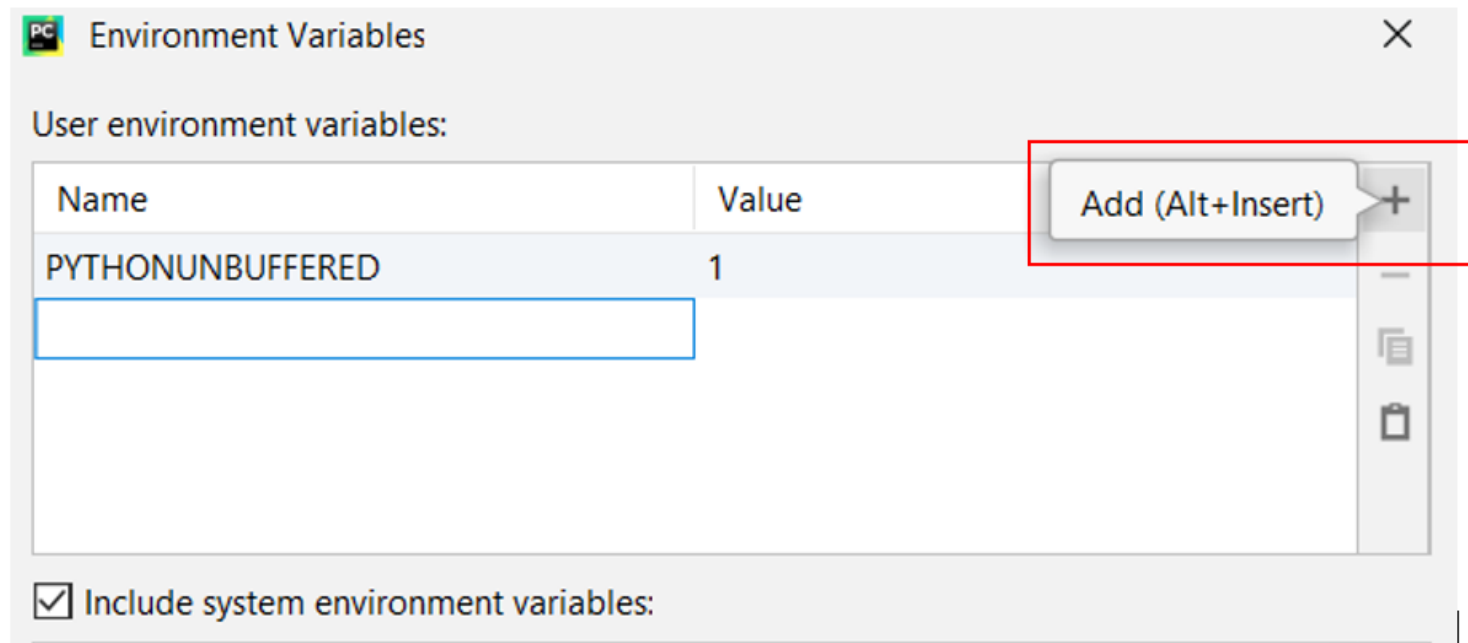 PC
Environment Variables
User environment variables:
Name Value
Add (Alt+Insert)
PYTHONUNBUFFERED 1
Include system environment variables: